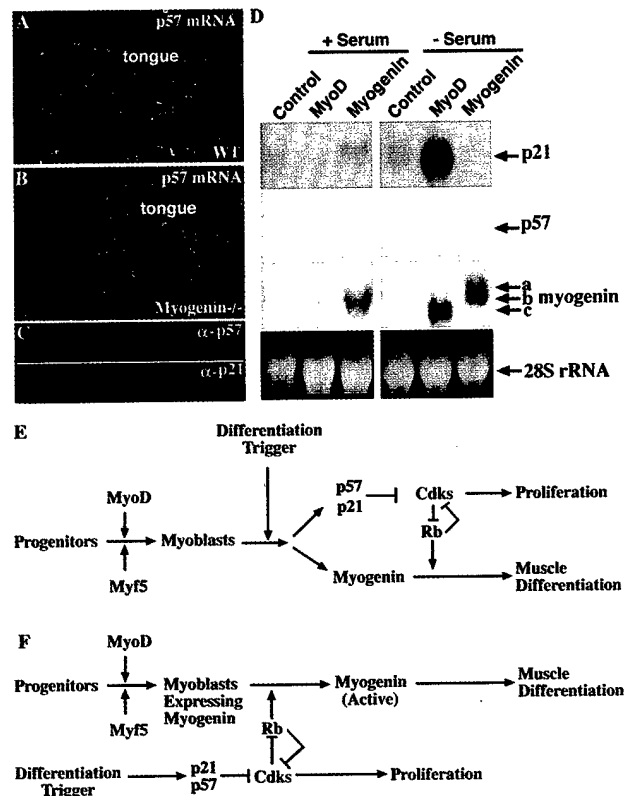 A
p57 mRNA
tongue
WT
B
p57 mRNA
tongue
Myogenin-/-
C
α-p57
α-p21
D
+ Serum
- Serum
Control
MyoD
Myogenin
Control
MyoD
Myogenin
p21
p57
a
b myogenin
c
28S rRNA
E
Differentiation
Trigger
MyoD
p57
p21
Cdks
Proliferation
Progenitors
Myoblasts
Rb
Myf5
Myogenin
Muscle
Differentiation
F
MyoD
Progenitors
Myoblasts
Expressing
Myogenin
Myogenin
(Active)
Muscle
Differentiation
Myf5
Rb
Differentiation
Trigger
p21
p57
Cdks
Proliferation